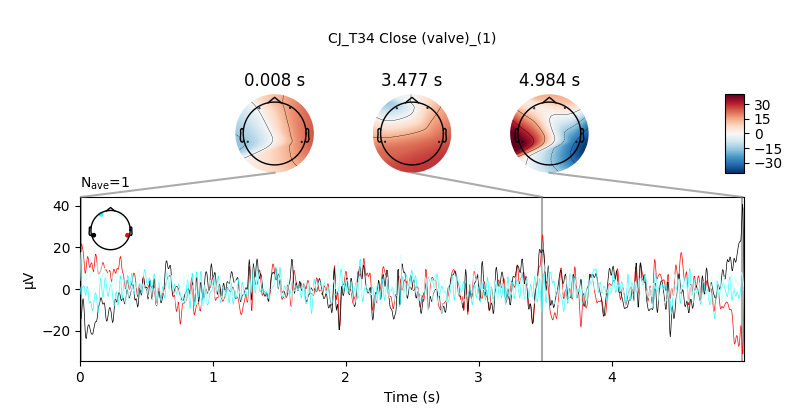 CJ_T34 Close (valve)_(1)
0.008 s 3.477 s 4.984 s
30
15
0
−15
−30
Nave=1
40
20
0
−20
µV
0 1 2 3 4
Time (s)